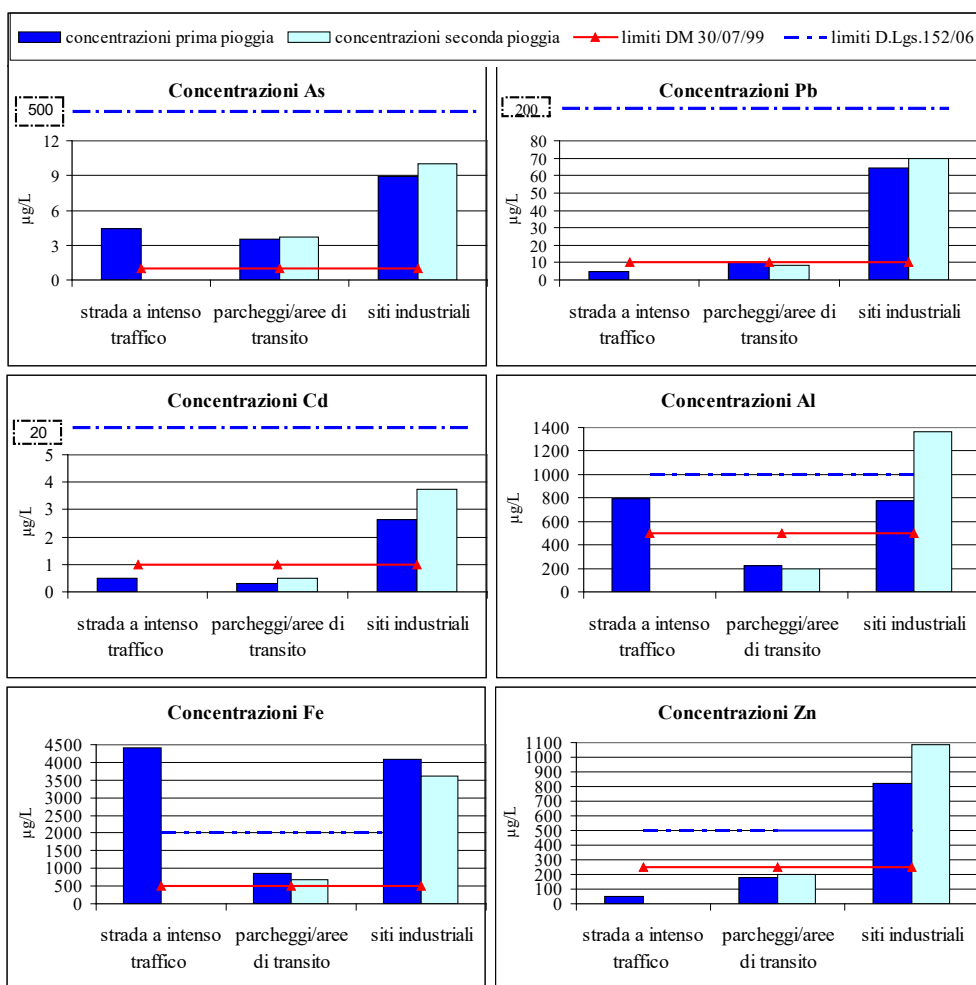 concentrazioni prima pioggia concentrazioni seconda pioggia limiti DM 30/07/99 limiti D.Lgs.152/06
Concentrazioni As
500
12
9
6
3
0
µg/L
strada a intenso traffico
parcheggi/aree di transito
siti industriali
Concentrazioni Pb
200
80
70
60
50
40
30
20
10
0
µg/L
strada a intenso traffico
parcheggi/aree di transito
siti industriali
Concentrazioni Cd
20
5
4
3
2
1
0
µg/L
strada a intenso traffico
parcheggi/aree di transito
siti industriali
Concentrazioni Al
1400
1200
1000
800
600
400
200
0
µg/L
strada a intenso traffico
parcheggi/aree di transito
siti industriali
Concentrazioni Fe
4500
4000
3500
3000
2500
2000
1500
1000
500
0
µg/L
strada a intenso traffico
parcheggi/aree di transito
siti industriali
Concentrazioni Zn
1100
1000
900
800
700
600
500
400
300
200
100
0
µg/L
strada a intenso traffico
parcheggi/aree di transito
siti industriali